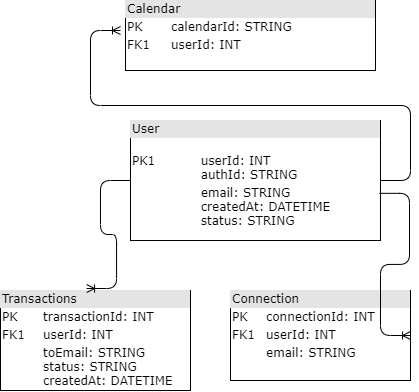 Calendar
PK calendarId: STRING
FK1 userId: INT
User
PK1 userId: INT
authId: STRING
email: STRING
createdAt: DATETIME
status: STRING
Transactions
PK transactionId: INT
FK1 userId: INT
toEmail: STRING
status: STRING
createdAt: DATETIME
Connection
PK connectionId: INT
FK1 userId: INT
email: STRING